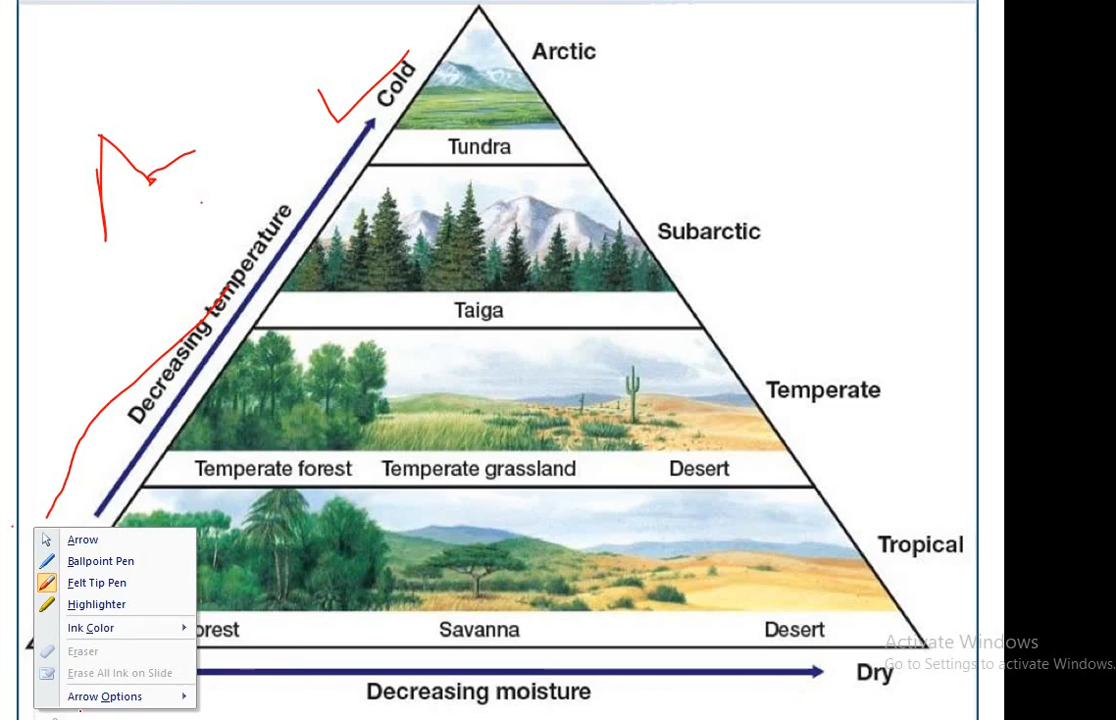 Arctic
Cold
Tundra
Decreasing temperature
Subarctic
Taiga
Temperate
Temperate forest Temperate grassland Desert
Tropical
Arrow
Ballpoint Pen
Felt Tip Pen
Highlighter
Ink Color
Eraser
Erase All Ink on Slide
Arrow Options
orest Savanna Desert
Decreasing moisture
Dry
Activate Windows
Go to Settings to activate Windows.